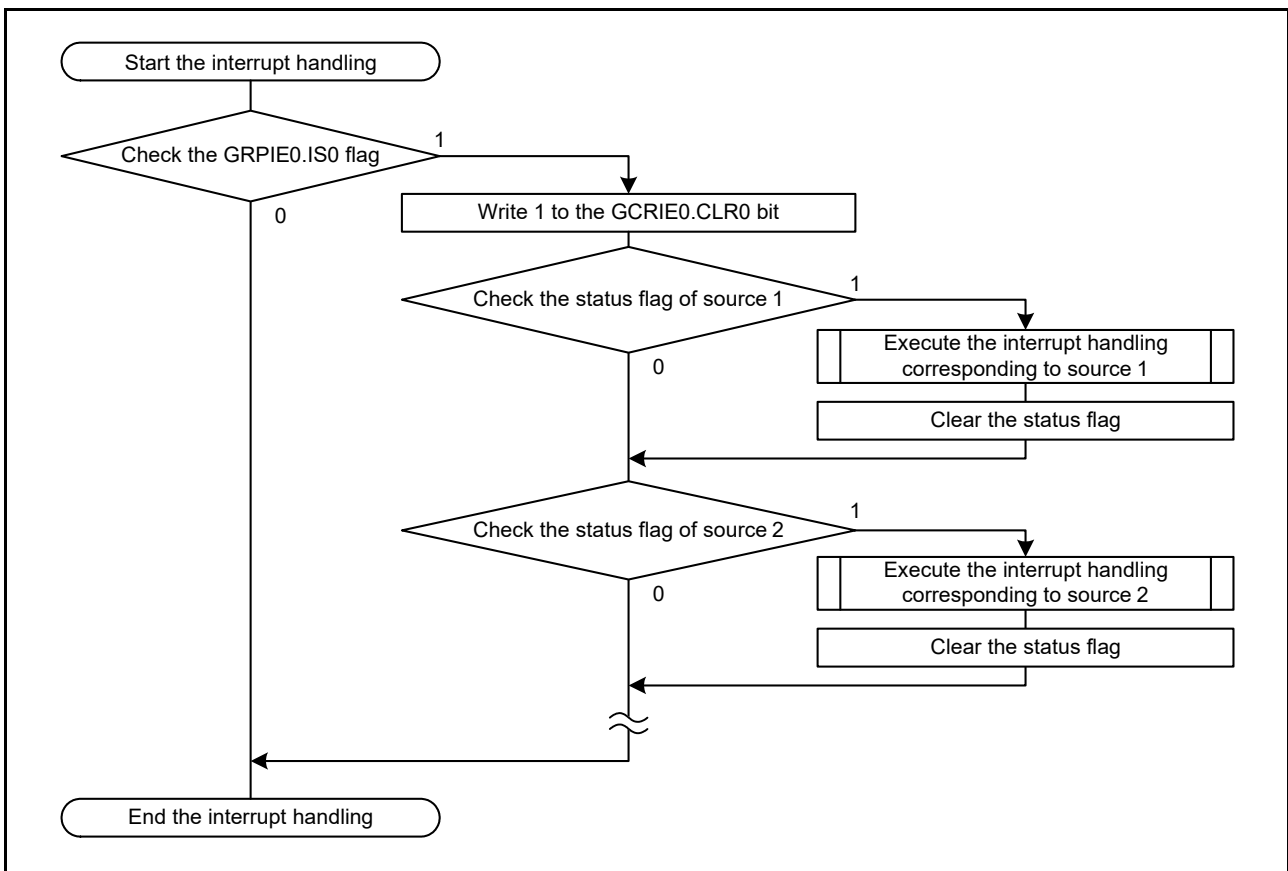 Start the interrupt handling
Check the GRPIE0.IS0 flag
1
0
Write 1 to the GCRIE0.CLR0 bit
Check the status flag of source 1
1
0
Execute the interrupt handling
corresponding to source 1
Clear the status flag
Check the status flag of source 2
1
0
Execute the interrupt handling
corresponding to source 2
Clear the status flag
End the interrupt handling